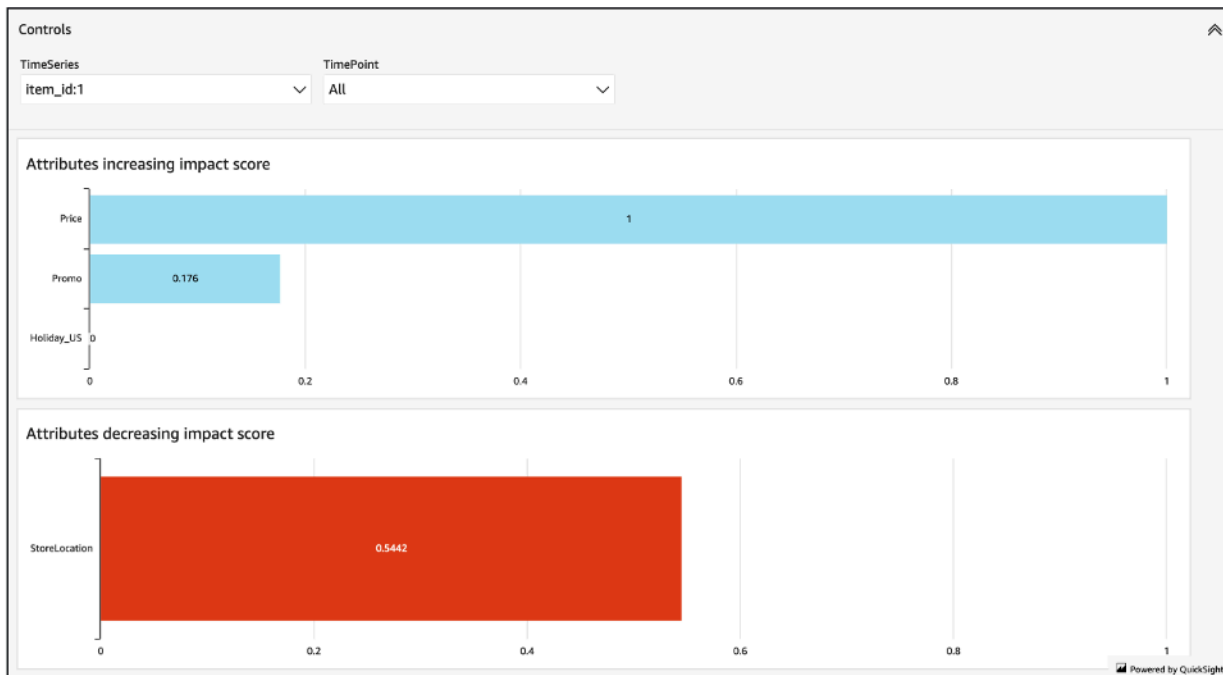 Controls
TimeSeries TimePoint
item_id:1 All
Attributes increasing impact score
Price 1
Promo 0.176
Holiday_US 0
0 0.2 0.4 0.6 0.8 1
Attributes decreasing impact score
StoreLocation 0.5442
0 0.2 0.4 0.6 0.8 1
Powered by QuickSight